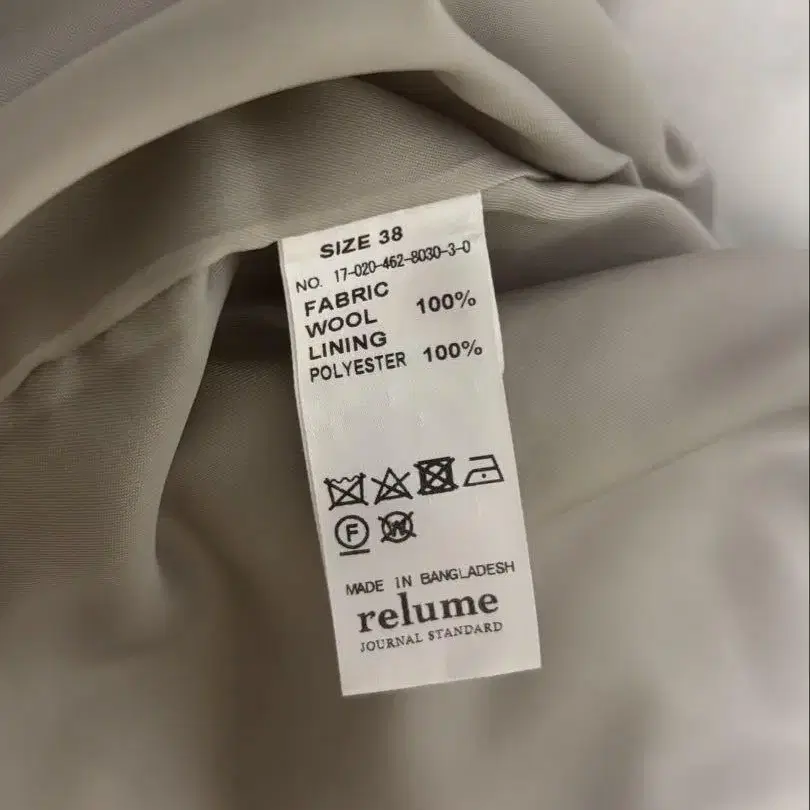 SIZE 38
NO. 17-020-462-8030-3-0
FABRIC
WOOL 100%
LINING
POLYESTER 100%
F W
MADE IN BANGLADESH
relume
JOURNAL STANDARD